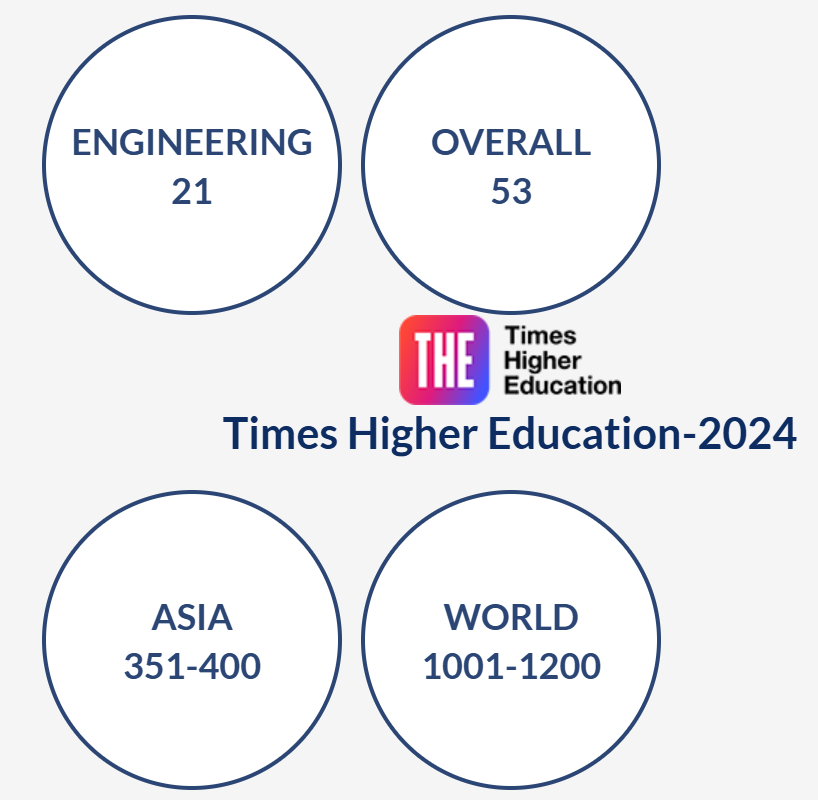 ENGINEERING
21
OVERALL
53
THE
Times
Higher
Education
Times Higher Education-2024
ASIA
351-400
WORLD
1001-1200